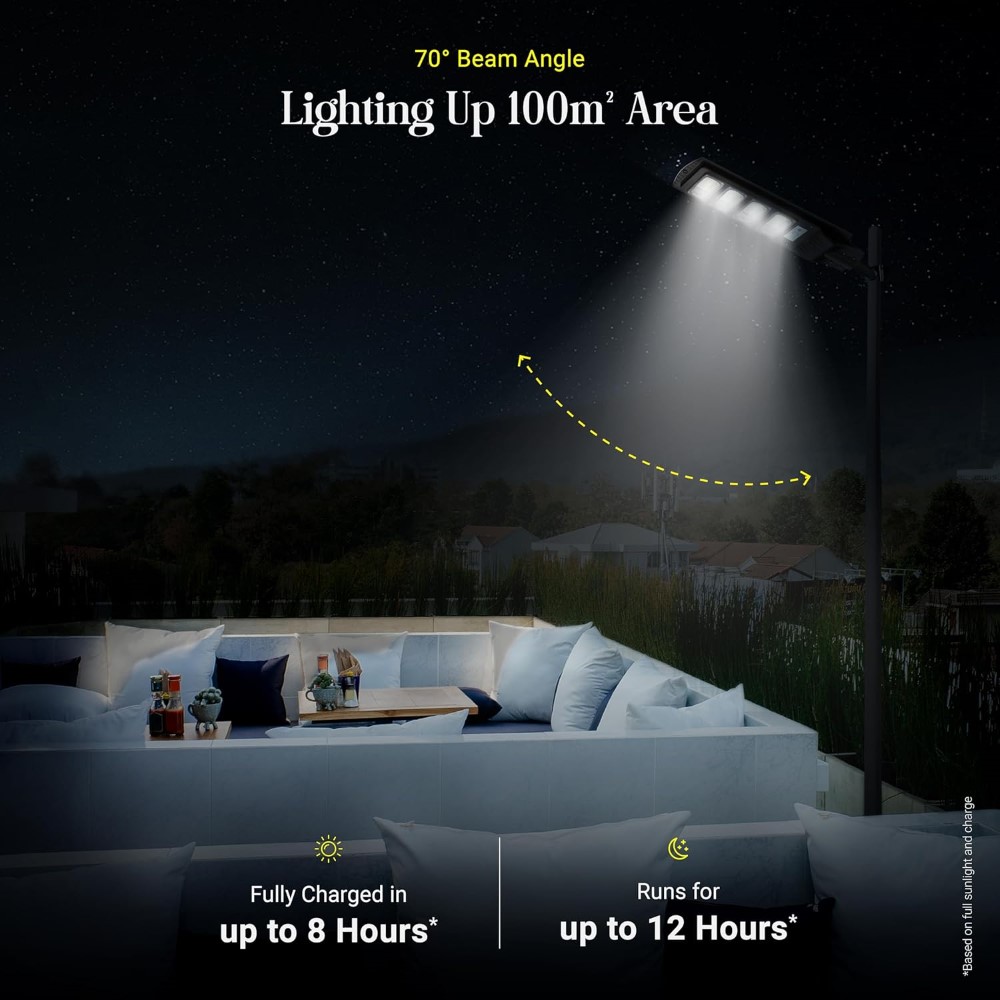 70° Beam Angle
Lighting Up 100m² Area
Fully Charged in
up to 8 Hours*
Runs for
up to 12 Hours*
*Based on full sunlight and charge